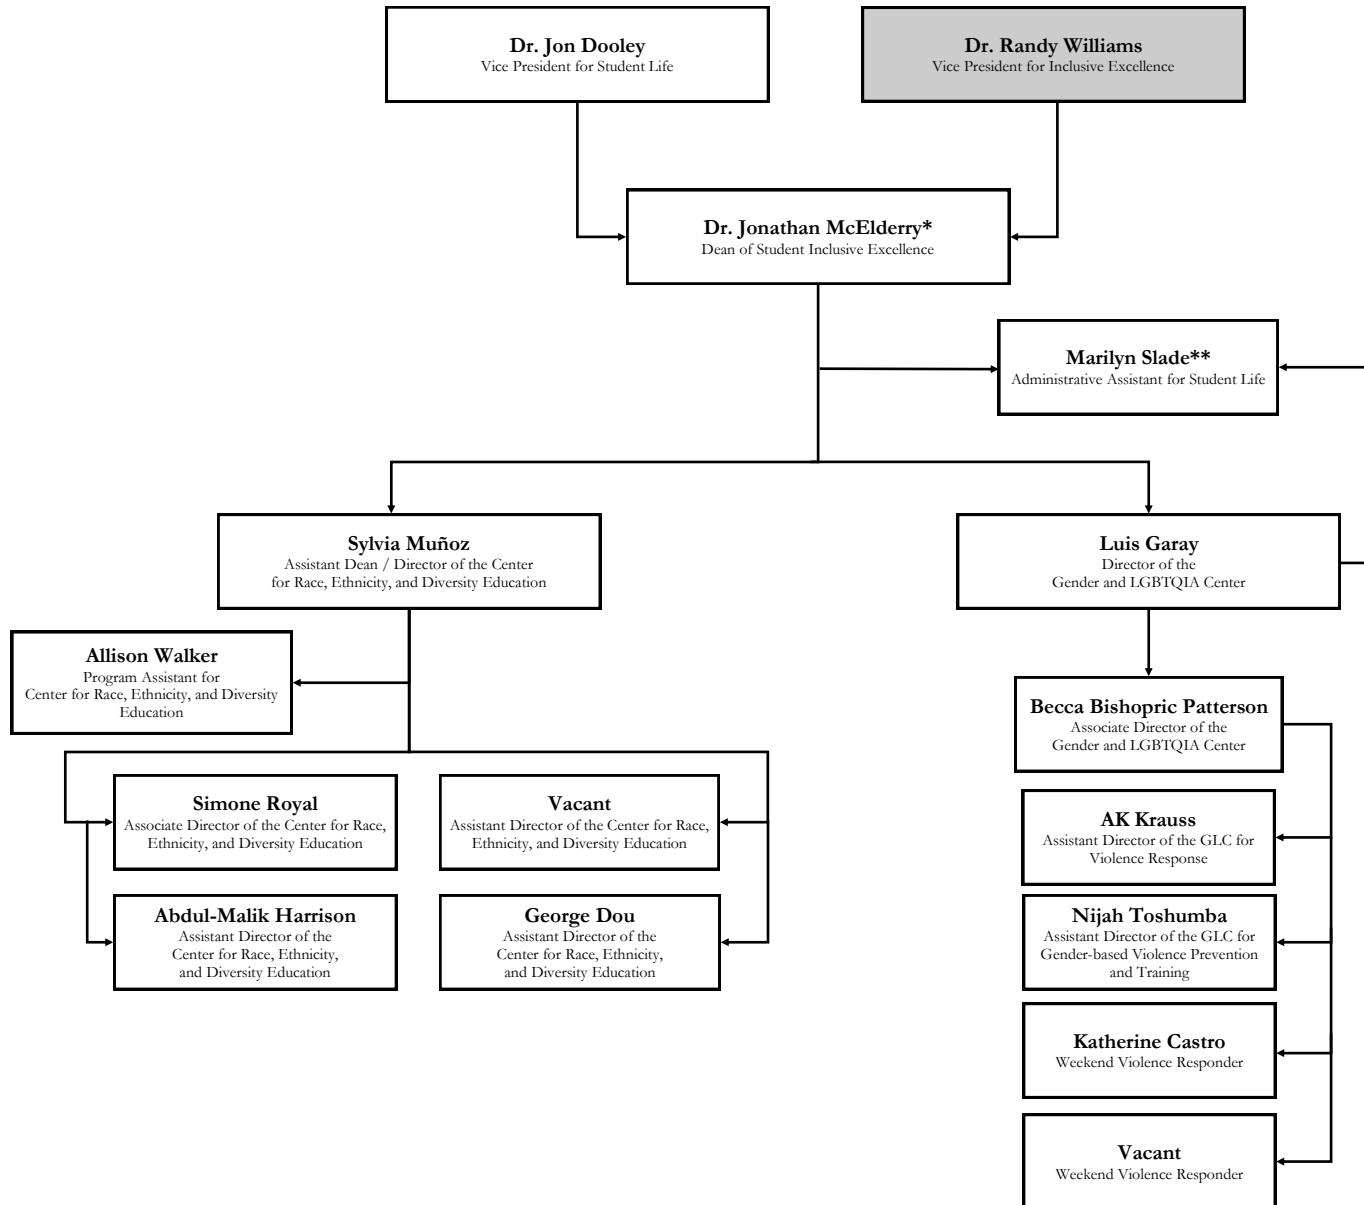 Dr. Jon Dooley
Vice President for Student Life
Dr. Randy Williams
Vice President for Inclusive Excellence
Dr. Jonathan McElderry*
Dean of Student Inclusive Excellence
Marilyn Slade**
Administrative Assistant for Student Life
Sylvia Muñoz
Assistant Dean / Director of the Center
for Race, Ethnicity, and Diversity Education
Luis Garay
Director of the
Gender and LGBTQIA Center
Allison Walker
Program Assistant for
Center for Race, Ethnicity, and Diversity
Education
Becca Bishopric Patterson
Associate Director of the
Gender and LGBTQIA Center
Simone Royal
Associate Director of the Center for Race,
Ethnicity, and Diversity Education
Vacant
Assistant Director of the Center for Race,
Ethnicity, and Diversity Education
AK Krauss
Assistant Director of the GLC for
Violence Response
Abdul-Malik Harrison
Assistant Director of the
Center for Race, Ethnicity,
and Diversity Education
George Dou
Assistant Director of the
Center for Race, Ethnicity,
and Diversity Education
Nijah Toshumba
Assistant Director of the GLC for
Gender-based Violence Prevention
and Training
Katherine Castro
Weekend Violence Responder
Vacant
Weekend Violence Responder